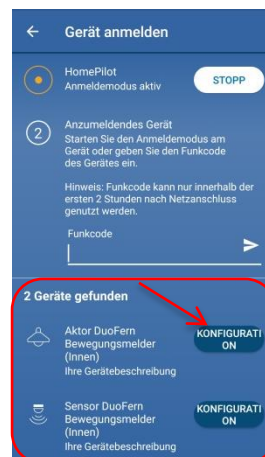 Gerät anmelden
HomePilot
Anmeldemodus aktiv
STOPP
2
Anzumeldendes Gerät
Starten Sie den Anmeldemodus am
Gerät oder geben Sie den Funkcode
des Gerätes ein.
Hinweis: Funkcode kann nur innerhalb der
ersten 2 Stunden nach Netzanschluss
genutzt werden.
Funkcode
2 Geräte gefunden
Aktor DuoFern
Bewegungsmelder
(Innen)
Ihre Gerätebeschreibung
KONFIGURATI
ON
Sensor DuoFern
Bewegungsmelder
(Innen)
Ihre Gerätebeschreibung
KONFIGURATI
ON